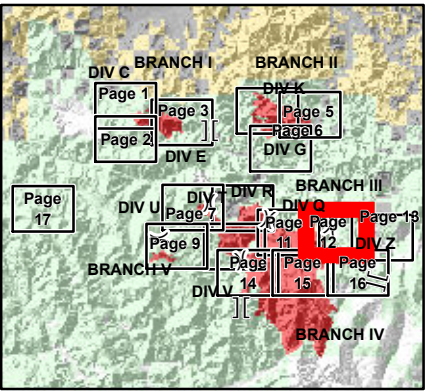 BRANCH I
BRANCH II
DIV C
DIV K
Page 1
Page 3
Page 5
Page 6
Page 2
DIV G
DIV E
BRANCH III
DIV T
DIV R
Page
17
DIV U
Page 7
DIV Q
Page
11
Page
12
Page 13
Page 9
DIV Z
BRANCH V
Page
14
Page
15
Page
16
DIV V
][
BRANCH IV